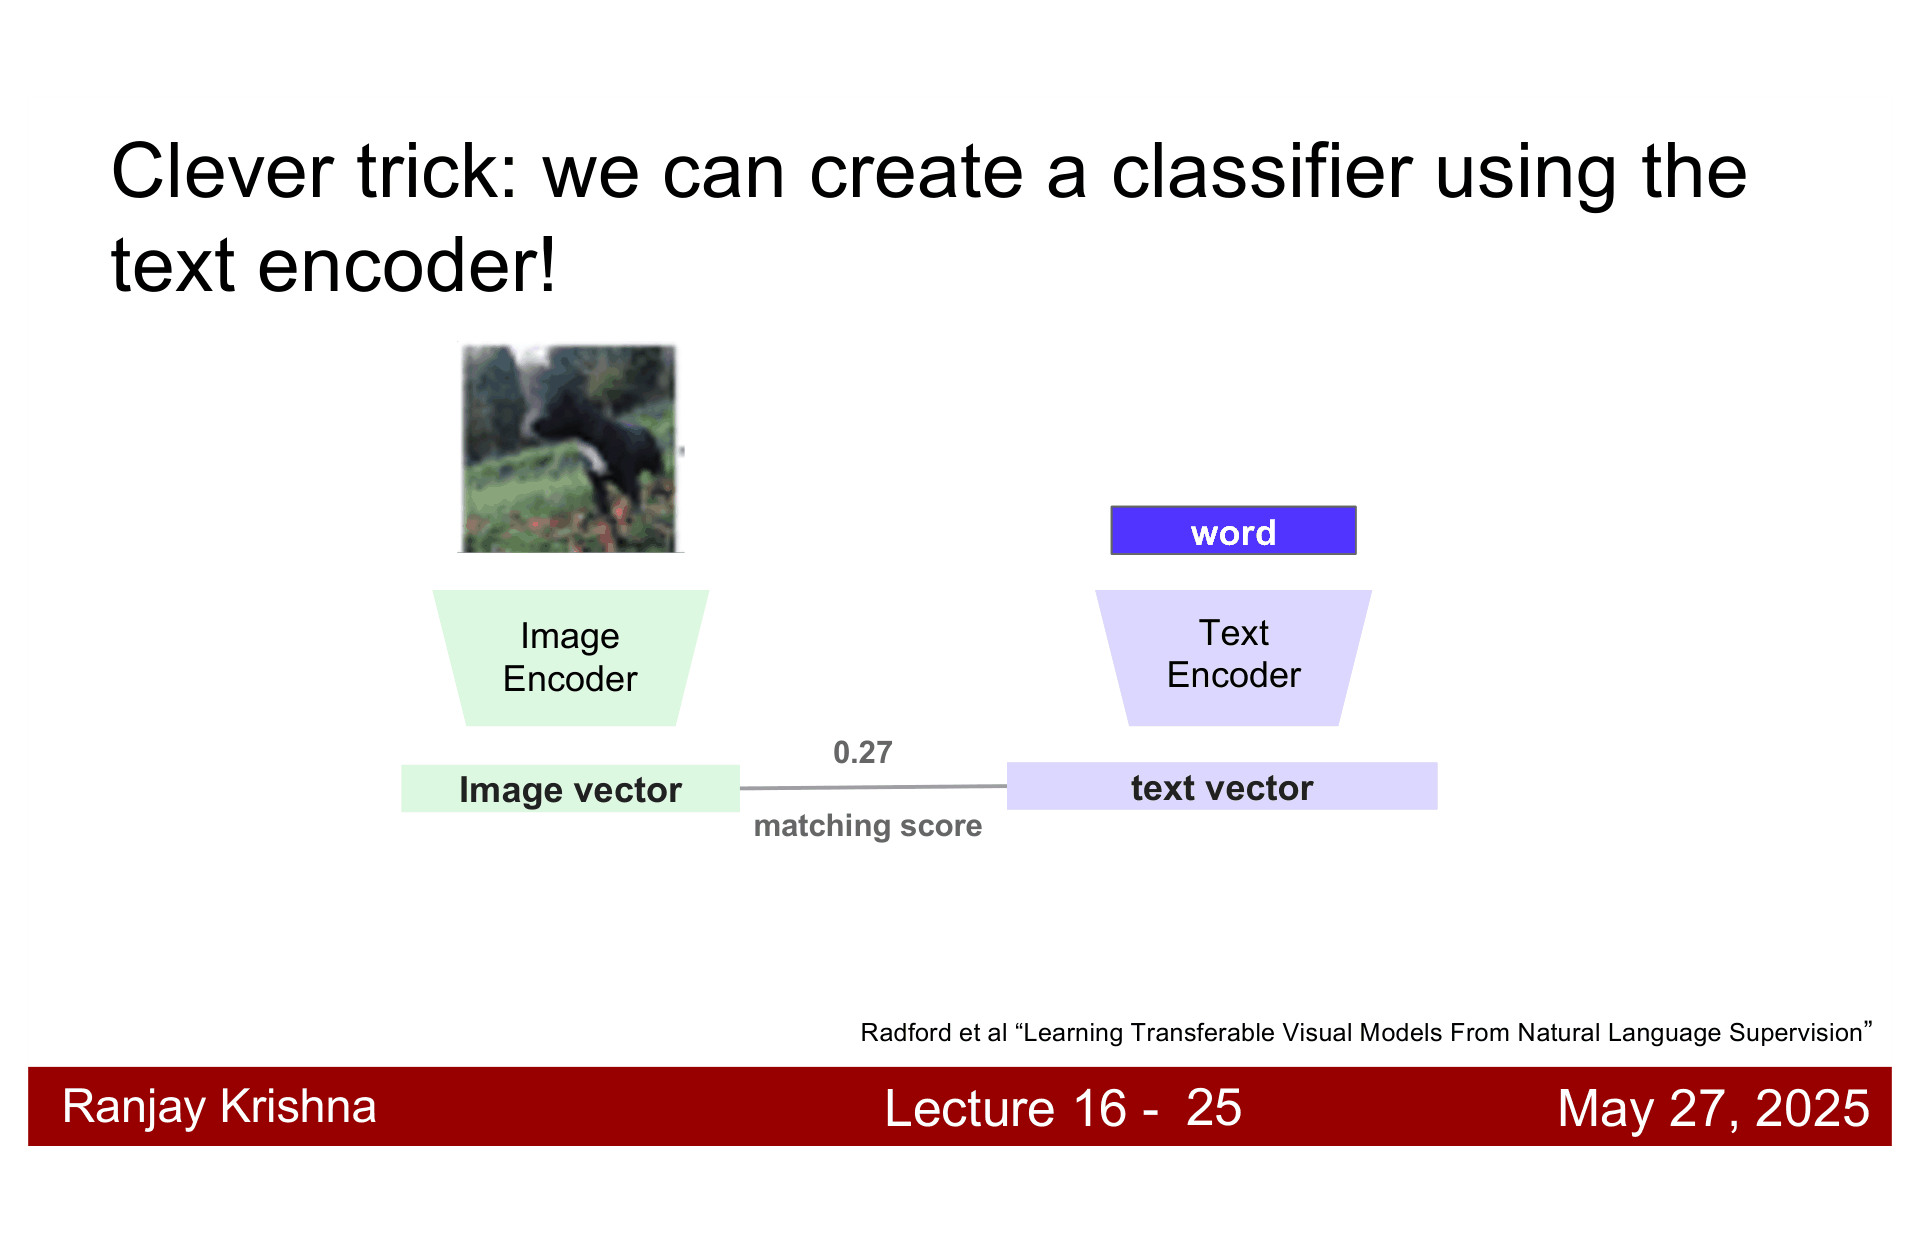 Clever trick: we can create a classifier using the
text encoder!
word
Image
Encoder
Text
Encoder
0.27
Image vector
text vector
matching score
Radford et al “Learning Transferable Visual Models From Natural Language Supervision”
Ranjay Krishna
Lecture 16 - 25
May 27, 2025